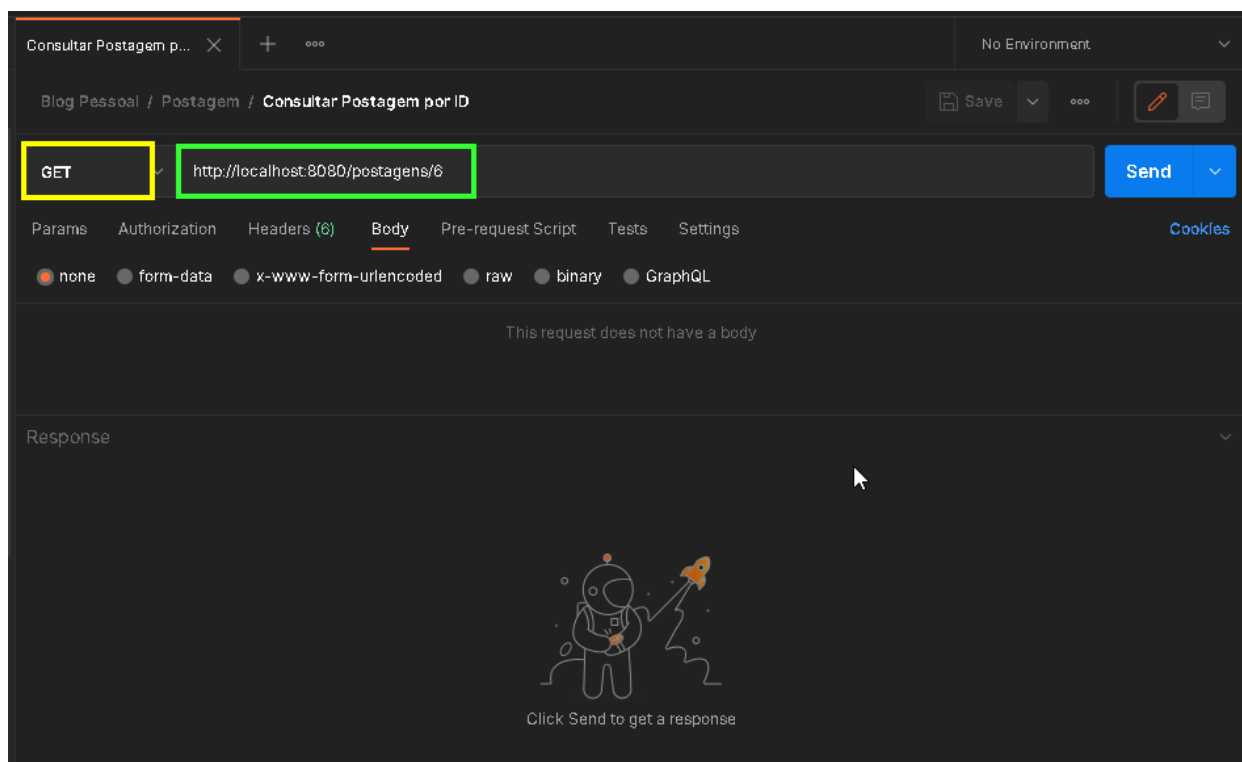 Consultar Postagem p...
No Environment
Blog Pessoal / Postagem / Consultar Postagem por ID
Save
GET
http://localhost:8080/postagens/6
Send
Params Authorization Headers (6) Body Pre-request Script Tests Settings
Cookies
none form-data x-www-form-urlencoded raw binary GraphQL
This request does not have a body
Response
Click Send to get a response